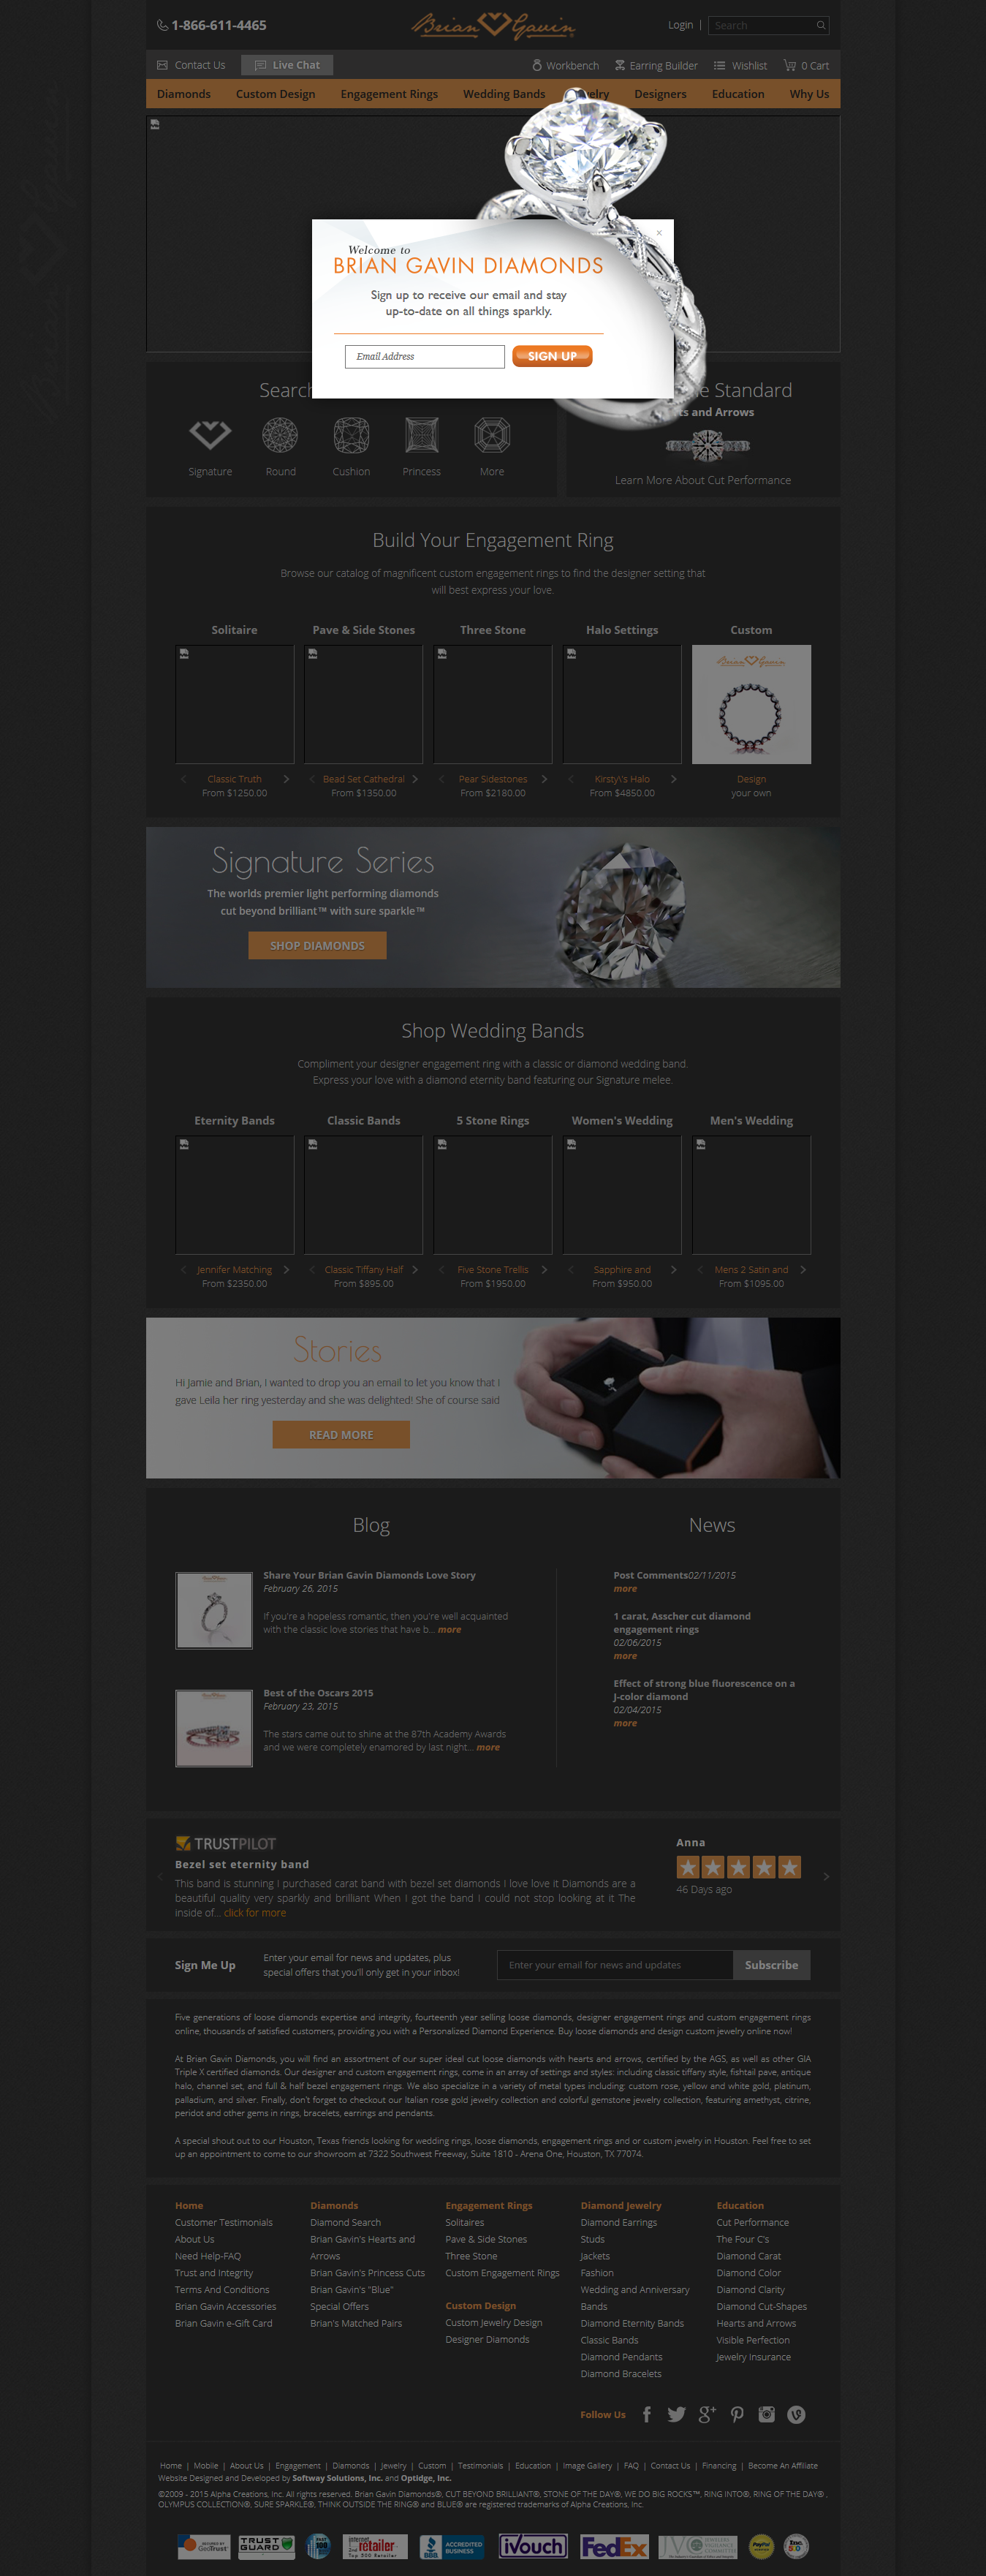 1-866-611-4465
Brian Gavin
Login | Search
Contact Us
Live Chat
Workbench
Earring Builder
Wishlist
0 Cart
Diamonds
Custom Design
Engagement Rings
Wedding Bands
Designers
Education
Why Us
Welcome to
BRIAN GAVIN DIAMONDS
Sign up to receive our email and stay
up-to-date on all things sparkly.
Email Address
SIGN UP
×
Search
Signature
Round
Cushion
Princess
More
Standard
and Arrows
Learn More About Cut Performance
Build Your Engagement Ring
Browse our catalog of magnificent custom engagement rings to find the designer setting that
will best express your love.
Solitaire
Pave & Side Stones
Three Stone
Halo Settings
Custom
Brian Gavin
Classic Truth
From $1250.00
Bead Set Cathedral
From $1350.00
Pear Sidestones
From $2180.00
Kirsty\'s Halo
From $4850.00
Design
your own
Signature Series
The worlds premier light performing diamonds
cut beyond brilliant™ with sure sparkle™
SHOP DIAMONDS
Shop Wedding Bands
Compliment your designer engagement ring with a classic or diamond wedding band.
Express your love with a diamond eternity band featuring our Signature melee.
Eternity Bands
Classic Bands
5 Stone Rings
Women's Wedding
Men's Wedding
Jennifer Matching
From $2350.00
Classic Tiffany Half
From $895.00
Five Stone Trellis
From $1950.00
Sapphire and
From $950.00
Mens 2 Satin and
From $1095.00
Stories
Hi Jamie and Brian, I wanted to drop you an email to let you know that I
gave Leila her ring yesterday and she was delighted! She of course said
READ MORE
Blog
Share Your Brian Gavin Diamonds Love Story
February 26, 2015
If you're a hopeless romantic, then you're well acquainted
with the classic love stories that have b... more
Best of the Oscars 2015
February 23, 2015
The stars came out to shine at the 87th Academy Awards
and we were completely enamored by last night... more
News
Post Comments02/11/2015
more
1 carat, Asscher cut diamond
engagement rings
02/06/2015
more
Effect of strong blue fluorescence on a
J-color diamond
02/04/2015
more
TRUSTPILOT
Bezel set eternity band
This band is stunning I purchased carat band with bezel set diamonds I love love it Diamonds are a
beautiful quality very sparkly and brilliant When I got the band I could not stop looking at it The
inside of... click for more
Anna
46 Days ago
Sign Me Up
Enter your email for news and updates, plus
special offers that you'll only get in your inbox!
Enter your email for news and updates
Subscribe
Five generations of loose diamonds expertise and integrity, fourteenth year selling loose diamonds, designer engagement rings and custom engagement rings
online, thousands of satisfied customers, providing you with a Personalized Diamond Experience. Buy loose diamonds and design custom jewelry online now!
At Brian Gavin Diamonds, you will find an assortment of our super ideal cut loose diamonds with hearts and arrows, certified by the AGS, as well as other GIA
Triple X certified diamonds. Our designer and custom engagement rings, come in an array of settings and styles: including classic tiffany style, fishtail pave, antique
halo, channel set, and full & half bezel engagement rings. We also specialize in a variety of metal types including: custom rose, yellow and white gold, platinum,
palladium, and silver. Finally, don't forget to checkout our Italian rose gold jewelry collection and colorful gemstone jewelry collection, featuring amethyst, citrine,
peridot and other gems in rings, bracelets, earrings and pendants.
A special shout out to our Houston, Texas friends looking for wedding rings, loose diamonds, engagement rings and or custom jewelry in Houston. Feel free to set
up an appointment to come to our showroom at 7322 Southwest Freeway, Suite 1810 - Arena One, Houston, TX 77074.
Home
Customer Testimonials
About Us
Need Help-FAQ
Trust and Integrity
Terms And Conditions
Brian Gavin Accessories
Brian Gavin e-Gift Card
Diamonds
Diamond Search
Brian Gavin's Hearts and
Arrows
Brian Gavin's Princess Cuts
Brian Gavin's "Blue"
Special Offers
Brian's Matched Pairs
Engagement Rings
Solitaires
Pave & Side Stones
Three Stone
Custom Engagement Rings
Custom Design
Custom Jewelry Design
Designer Diamonds
Diamond Jewelry
Diamond Earrings
Studs
Jackets
Fashion
Wedding and Anniversary
Bands
Diamond Eternity Bands
Classic Bands
Diamond Pendants
Diamond Bracelets
Education
Cut Performance
The Four C's
Diamond Carat
Diamond Color
Diamond Clarity
Diamond Cut-Shapes
Hearts and Arrows
Visible Perfection
Jewelry Insurance
Follow Us
Home | Mobile | About Us | Engagement | Diamonds | Jewelry | Custom | Testimonials | Education | Image Gallery | FAQ | Contact Us | Financing | Become An Affiliate
Website Designed and Developed by Softway Solutions, Inc. and Optidge, Inc.
©2009 - 2015 Alpha Creations, Inc. All rights reserved. Brian Gavin Diamonds®, CUT BEYOND BRILLIANT®, STONE OF THE DAY®, WE DO BIG ROCKS™, RING INTO®, RING OF THE DAY® ,
OLYMPUS COLLECTION®, SURE SPARKLE®, THINK OUTSIDE THE RING® and BLUE® are registered trademarks of Alpha Creations, Inc.
GeoTrust
TRUST GUARD
internet retailer
Top 500 Retailer
BBB
ACCREDITED BUSINESS
iVouch
FedEx
JVC
PayPal
Inc.